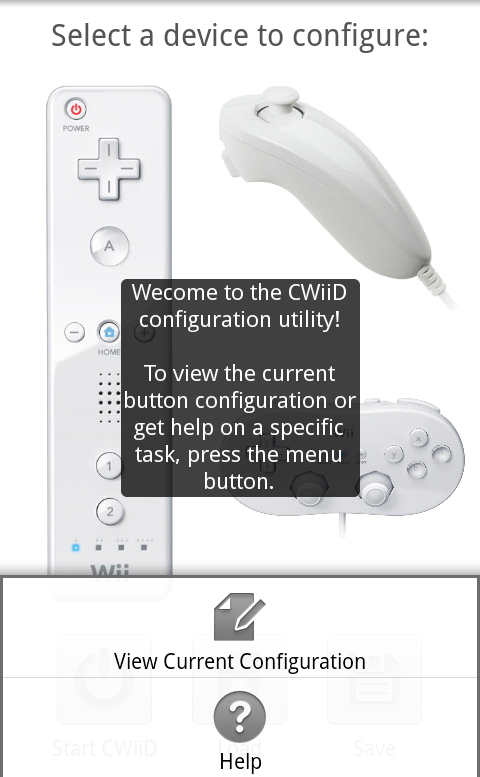 Select a device to configure:
POWER
A
HOME
Wecome to the CWiiD
configuration utility!
To view the current
button configuration or
get help on a specific
task, press the menu
button.
x
y
1
2
Wii
View Current Configuration
Start CWiiD
Load
Save
Help